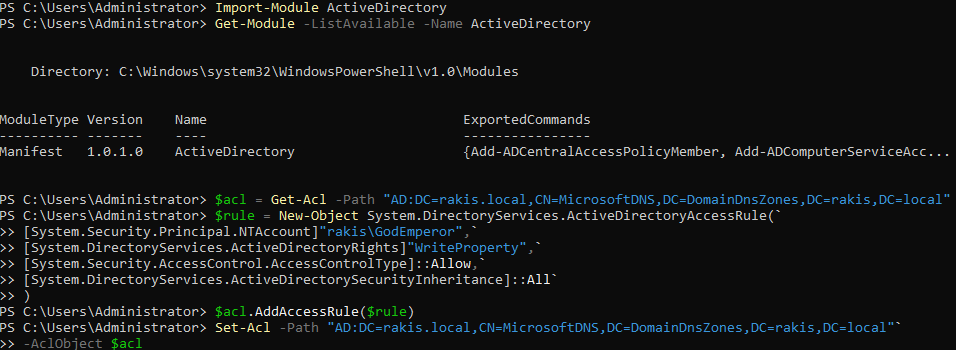 PS C:\Users\Administrator> Import-Module ActiveDirectory
PS C:\Users\Administrator> Get-Module -ListAvailable -Name ActiveDirectory
Directory: C:\Windows\system32\WindowsPowerShell\v1.0\Modules
ModuleType Version    Name                                ExportedCommands
---------- -------    ----                                ----------------
Manifest   1.0.1.0    ActiveDirectory                     {Add-ADCentralAccessPolicyMember, Add-ADComputerServiceAcc...
PS C:\Users\Administrator> $acl = Get-Acl -Path "AD:DC=rakis.local,CN=MicrosoftDNS,DC=DomainDnsZones,DC=rakis,DC=local"
PS C:\Users\Administrator> $rule = New-Object System.DirectoryServices.ActiveDirectoryAccessRule(`
>> [System.Security.Principal.NTAccount]"rakis\GodEmperor",`
>> [System.DirectoryServices.ActiveDirectoryRights]"WriteProperty",`
>> [System.Security.AccessControl.AccessControlType]::Allow,`
>> [System.DirectoryServices.ActiveDirectorySecurityInheritance]::All`
>> )
PS C:\Users\Administrator> $acl.AddAccessRule($rule)
PS C:\Users\Administrator> Set-Acl -Path "AD:DC=rakis.local,CN=MicrosoftDNS,DC=DomainDnsZones,DC=rakis,DC=local"`
>> -AclObject $acl